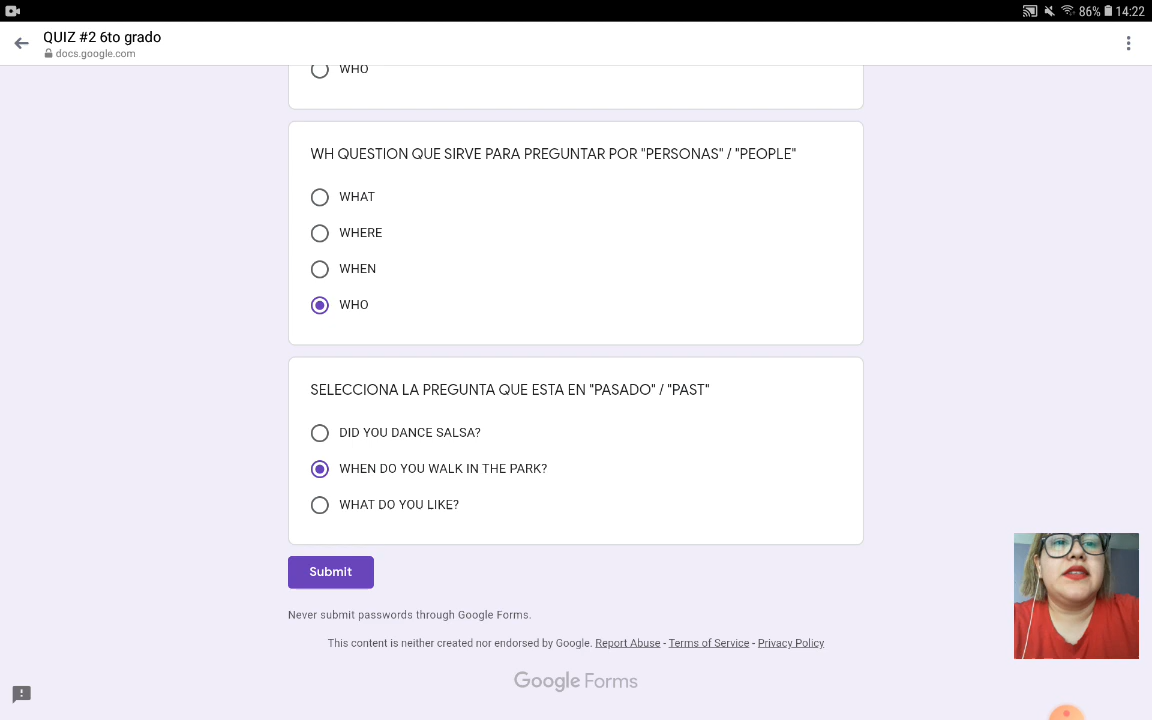 86% 14:22
QUIZ #2 6to grado
docs.google.com
WHO
WH QUESTION QUE SIRVE PARA PREGUNTAR POR "PERSONAS" / "PEOPLE"
WHAT
WHERE
WHEN
WHO
SELECCIONA LA PREGUNTA QUE ESTA EN "PASADO" / "PAST"
DID YOU DANCE SALSA?
WHEN DO YOU WALK IN THE PARK?
WHAT DO YOU LIKE?
Submit
Never submit passwords through Google Forms.
This content is neither created nor endorsed by Google. Report Abuse - Terms of Service - Privacy Policy
Google Forms